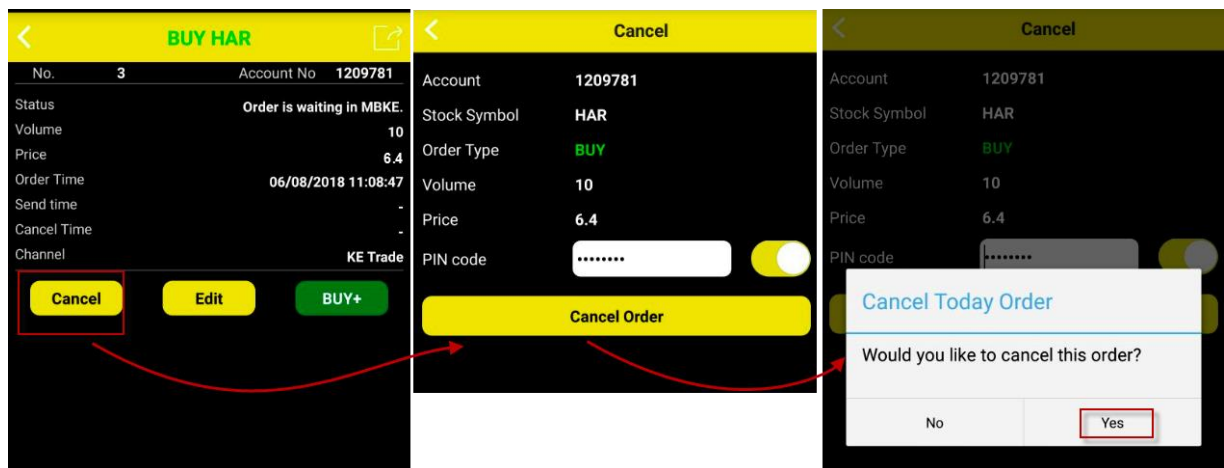 BUY HAR
No. 3 Account No 1209781
Status Order is waiting in MBKE.
Volume 10
Price 6.4
Order Time 06/08/2018 11:08:47
Send time -
Cancel Time -
Channel KE Trade
Cancel Edit BUY+
Cancel
Account 1209781
Stock Symbol HAR
Order Type BUY
Volume 10
Price 6.4
PIN code ••••••••
Cancel Order
Cancel
Account 1209781
Stock Symbol HAR
Order Type BUY
Volume 10
Price 6.4
PIN code ••••••••
Cancel Today Order
Would you like to cancel this order?
No Yes